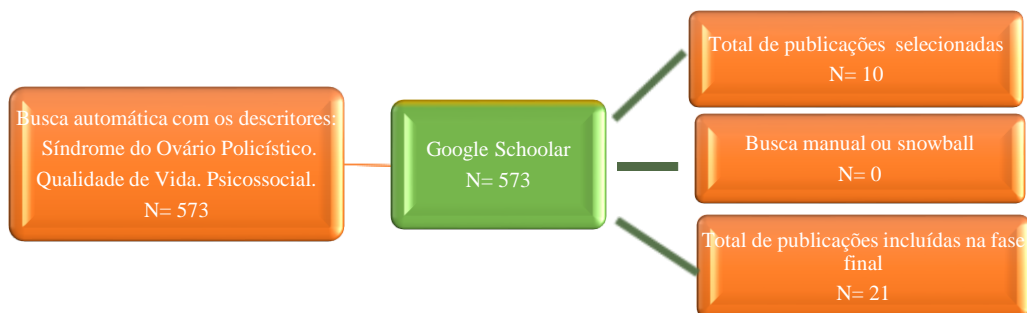 Busca automática com os descritores:
Síndrome do Ovário Policístico.
Qualidade de Vida. Psicossocial.
N= 573
Google Schoolar
N= 573
Total de publicações selecionadas
N= 10
Busca manual ou snowball
N= 0
Total de publicações incluídas na fase
final
N= 21